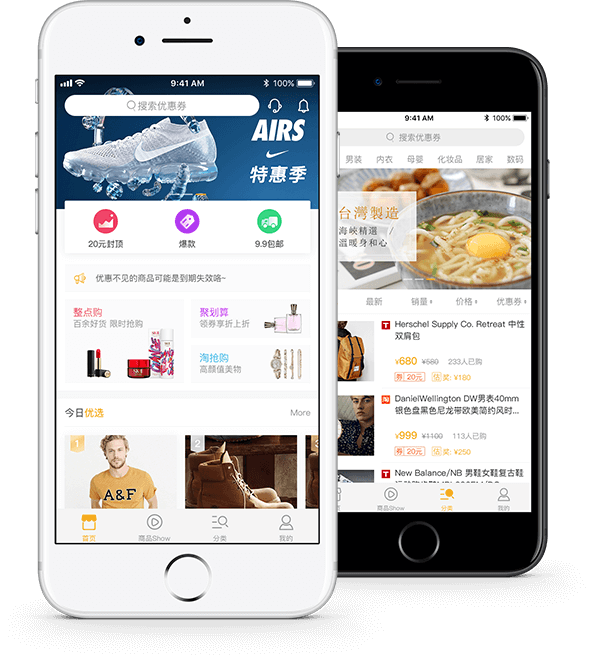 9:41 AM
100%
搜索优惠券
AIRS
特惠季
20元封顶
爆款
9.9包邮
优惠不见的商品可能是到期失效咯~
整点购
百余好货 限时抢购
聚划算
领券享折上折
淘抢购
高颜值美物
今日优选
More
1
2
A&F
首页
商品Show
分类
我的
9:41 AM
100%
搜索优惠券
男装
内衣
母婴
化妆品
居家
数码
台灣製造
海峽精選 /
溫暖身和心
最新
销量
价格
优惠券
T
Herschel Supply Co. Retreat 中性
双肩包
¥680 ¥580 233人已购
券 20元 估 奖: ¥160
淘
DanielWellington DW男表40mm
银色盘黑色尼龙带欧美简约风时...
¥999 ¥1100 113人已购
券 20元 估 奖: ¥250
T
New Balance/NB 男鞋女鞋复古鞋
商品Show
分类
我的